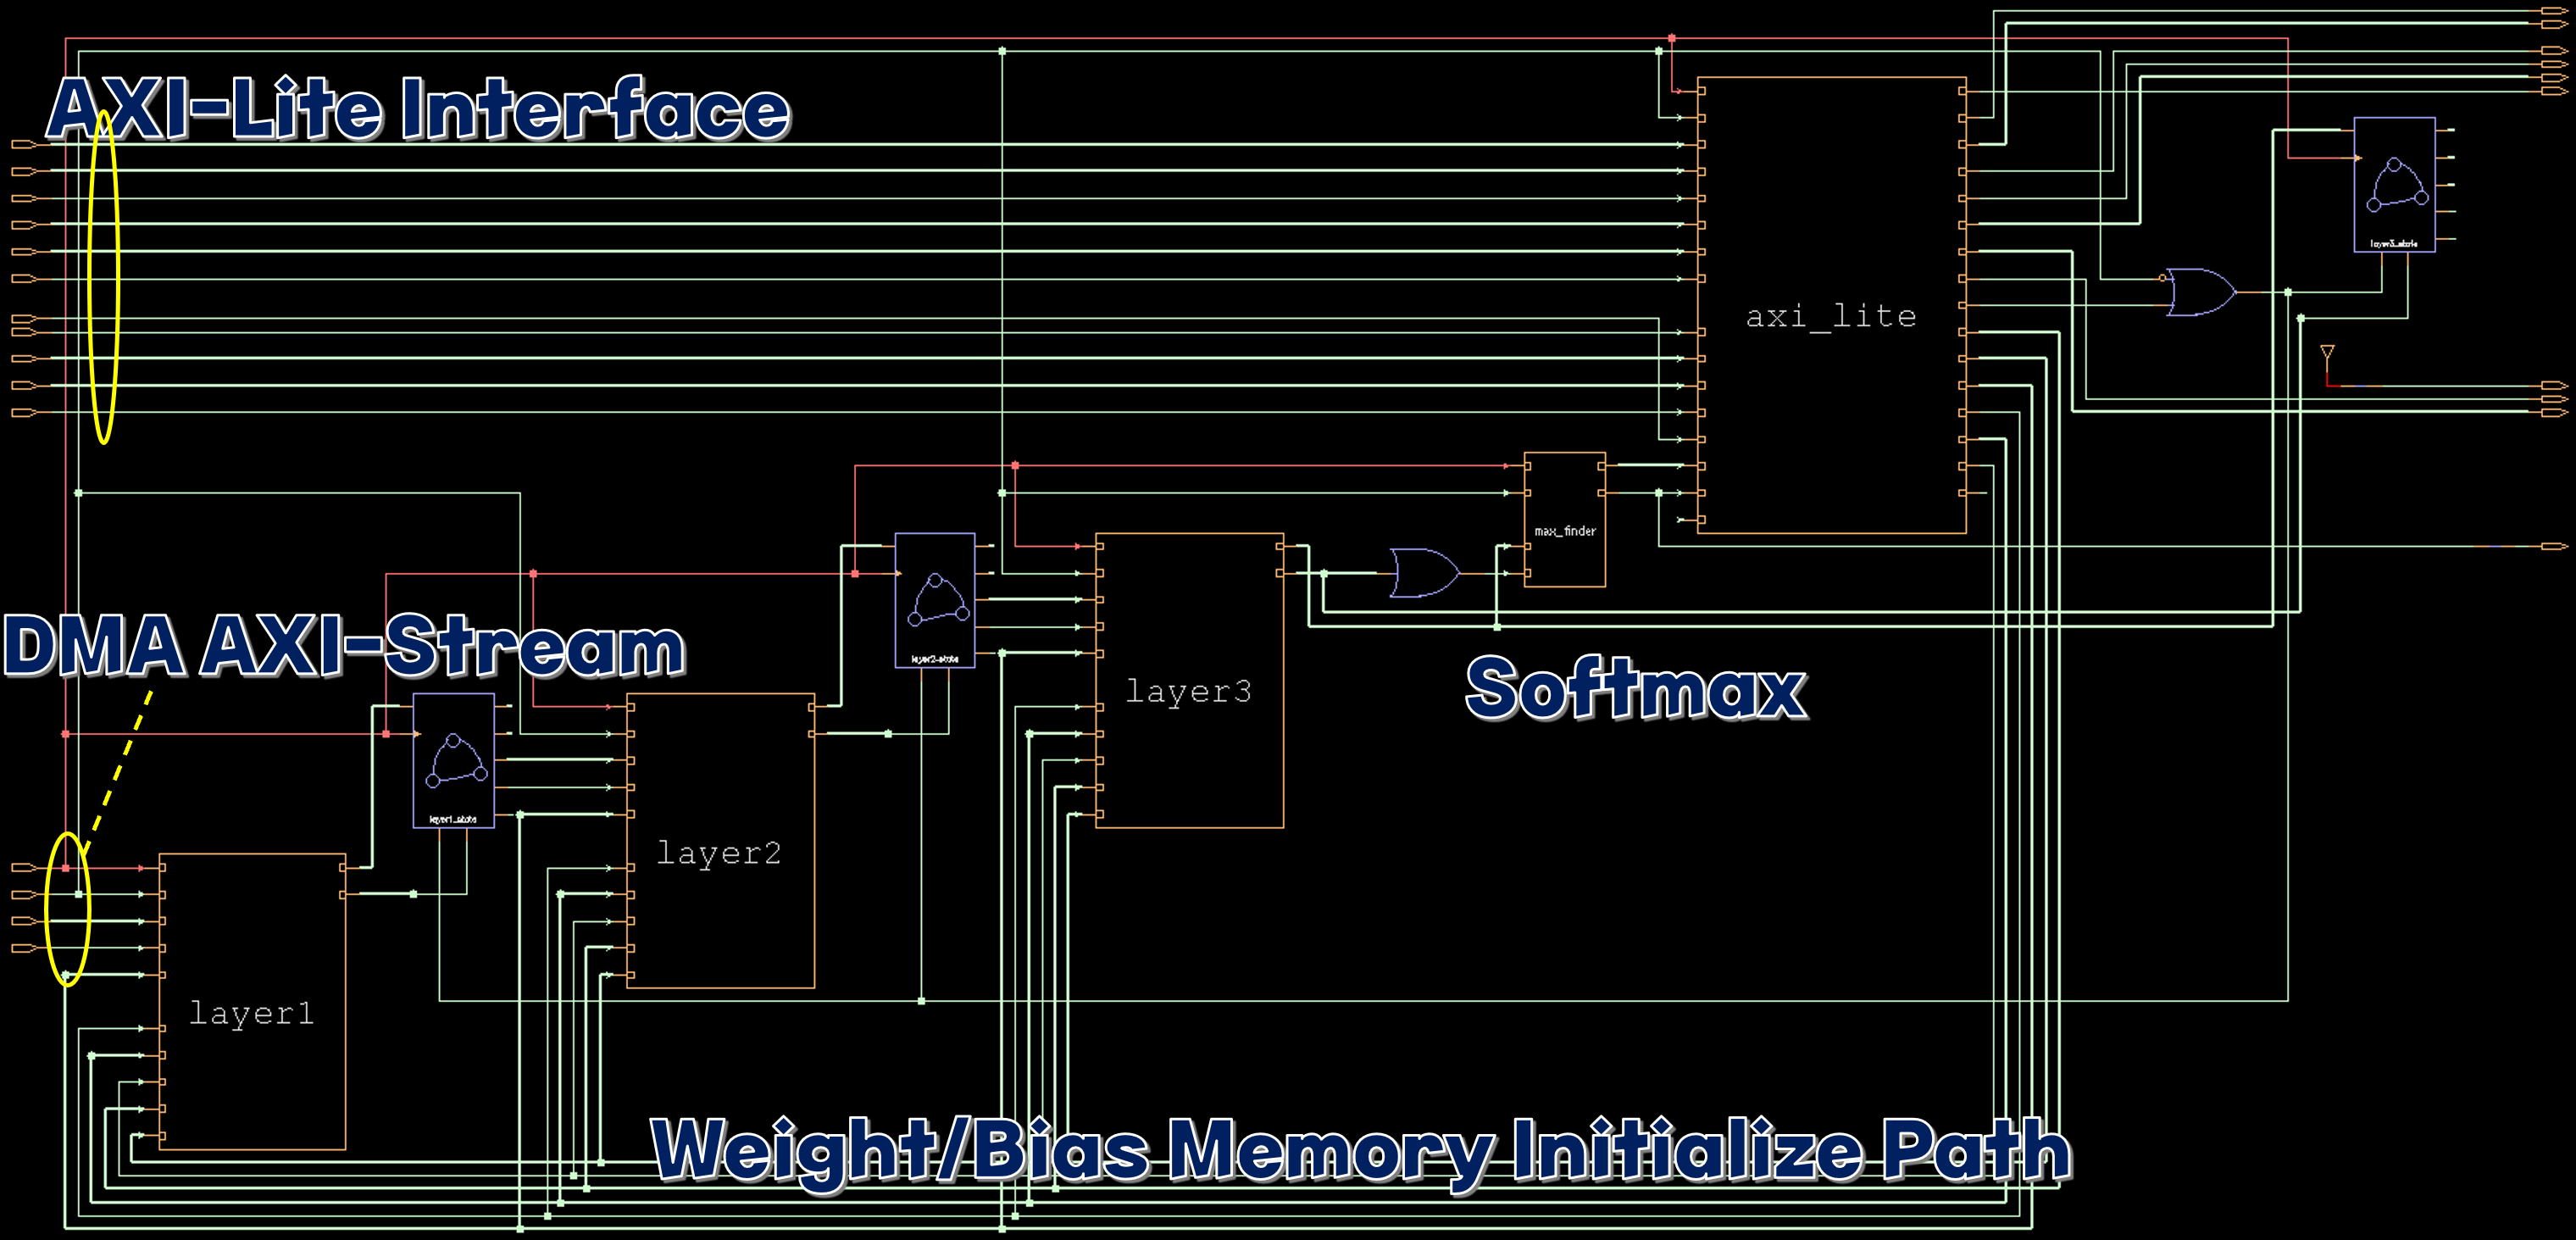 AXI-Lite Interface
layer3_state
axi_lite
max_finder
DMA AXI-Stream
layer2_state
layer3
Softmax
layer1_state
layer2
layer1
Weight/Bias Memory Initialize Path